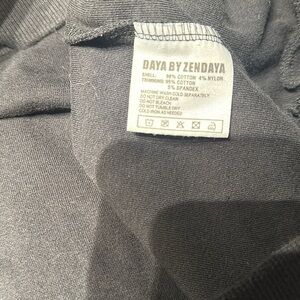 DAYA BY ZENDAYA
SHELL: 96% COTTON 4% NYLON
TRIMMING: 95% COTTON
5% SPANDEX
MACHINE WASH COLD SEPARATELY
DO NOT DRY CLEAN
DO NOT BLEACH
DO NOT TUMBLE DRY
COLD IRON AS NEEDED